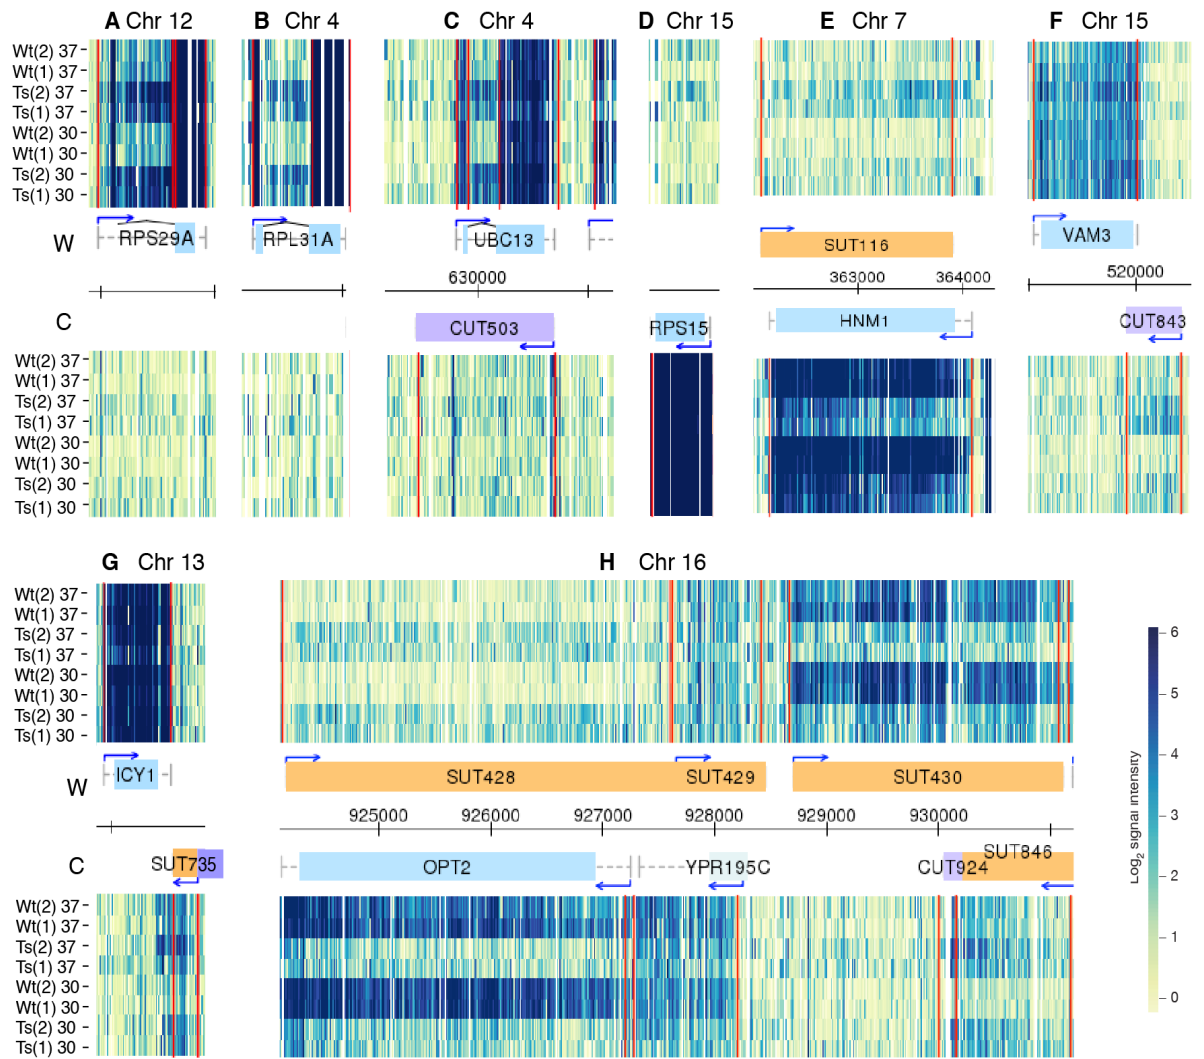 A Chr 12
B Chr 4
C Chr 4
D Chr 15
E Chr 7
F Chr 15
Wt(2) 37
Wt(1) 37
Ts(2) 37
Ts(1) 37
Wt(2) 30
Wt(1) 30
Ts(2) 30
Ts(1) 30
W
RPS29A
RPL31A
UBC13
SUT116
VAM3
630000
363000
364000
520000
C
CUT503
RPS15
HNM1
CUT843
Wt(2) 37
Wt(1) 37
Ts(2) 37
Ts(1) 37
Wt(2) 30
Wt(1) 30
Ts(2) 30
Ts(1) 30
G Chr 13
H Chr 16
Wt(2) 37
Wt(1) 37
Ts(2) 37
Ts(1) 37
Wt(2) 30
Wt(1) 30
Ts(2) 30
Ts(1) 30
W
ICY1
SUT428
SUT429
SUT430
925000
926000
927000
928000
929000
930000
C
SUT735
OPT2
YPR195C
CUT924
SUT846
Wt(2) 37
Wt(1) 37
Ts(2) 37
Ts(1) 37
Wt(2) 30
Wt(1) 30
Ts(2) 30
Ts(1) 30
6
5
4
3
2
1
0
Log2 signal intensity